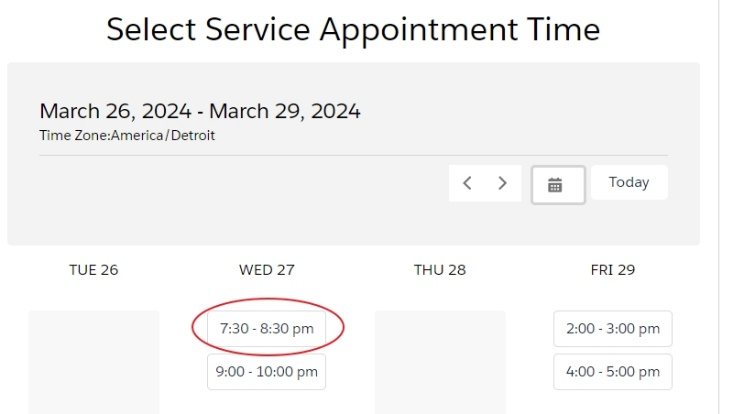 Select Service Appointment Time
March 26, 2024 - March 29, 2024
Time Zone:America/Detroit
Today
TUE 26 WED 27 THU 28 FRI 29
7:30 - 8:30 pm 2:00 - 3:00 pm
9:00 - 10:00 pm 4:00 - 5:00 pm